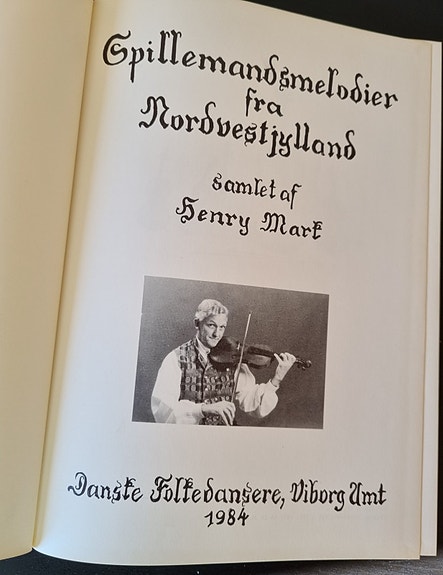 Spillemandsmelodier
fra
Nordvestjylland
samlet af
Henry Mark
Danske Folkedansere, Viborg Amt
1984